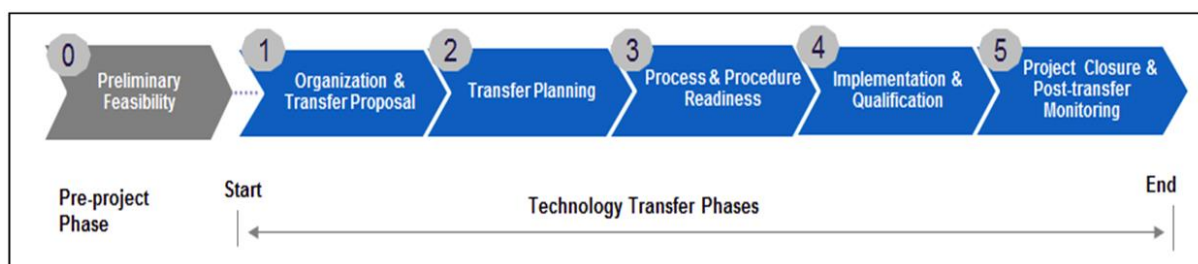 0
Preliminary
Feasibility
1
Organization &
Transfer Proposal
2
Transfer Planning
3
Process & Procedure
Readiness
4
Implementation &
Qualification
5
Project Closure &
Post-transfer
Monitoring
Pre-project
Phase
Start
Technology Transfer Phases
End